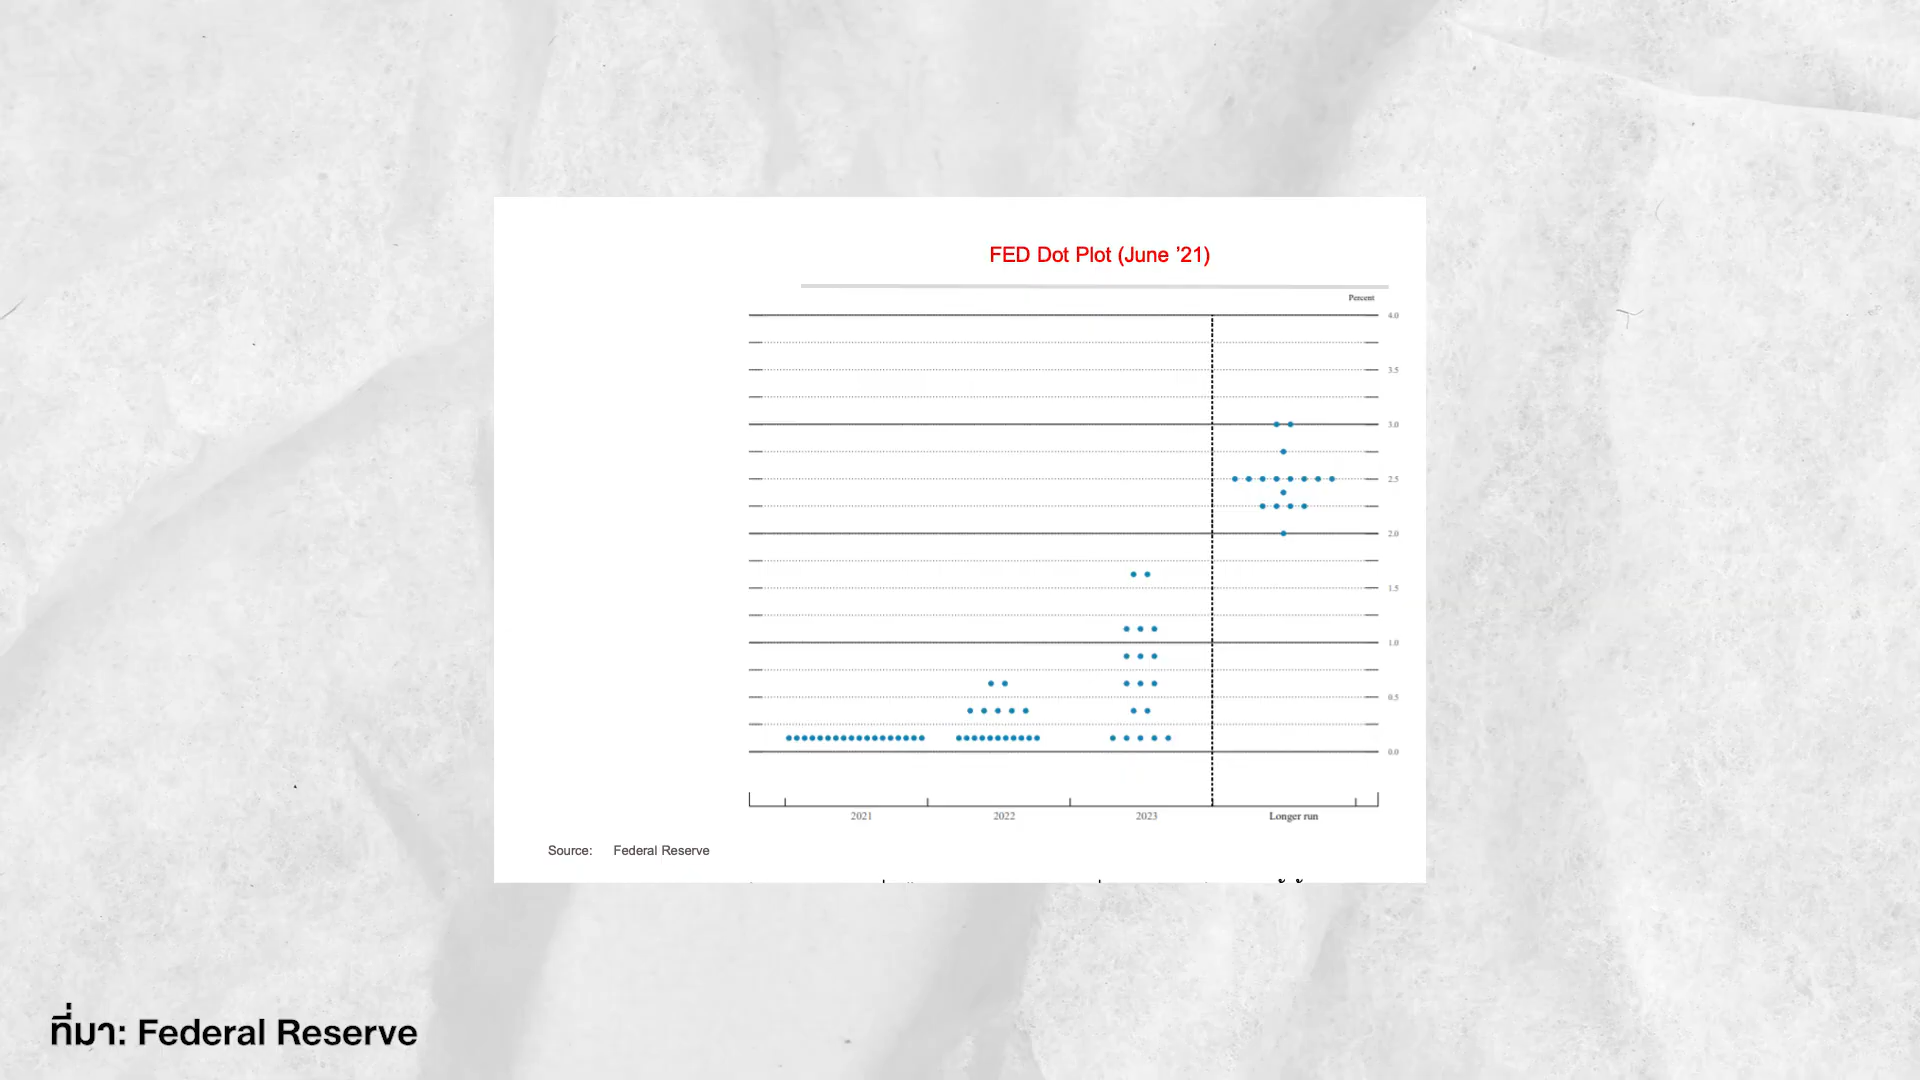 FED Dot Plot (June ’21)
Percent
4.0
3.5
3.0
2.5
2.0
1.5
1.0
0.5
0.0
2021 2022 2023 Longer run
Source: Federal Reserve
ที่มา: Federal Reserve